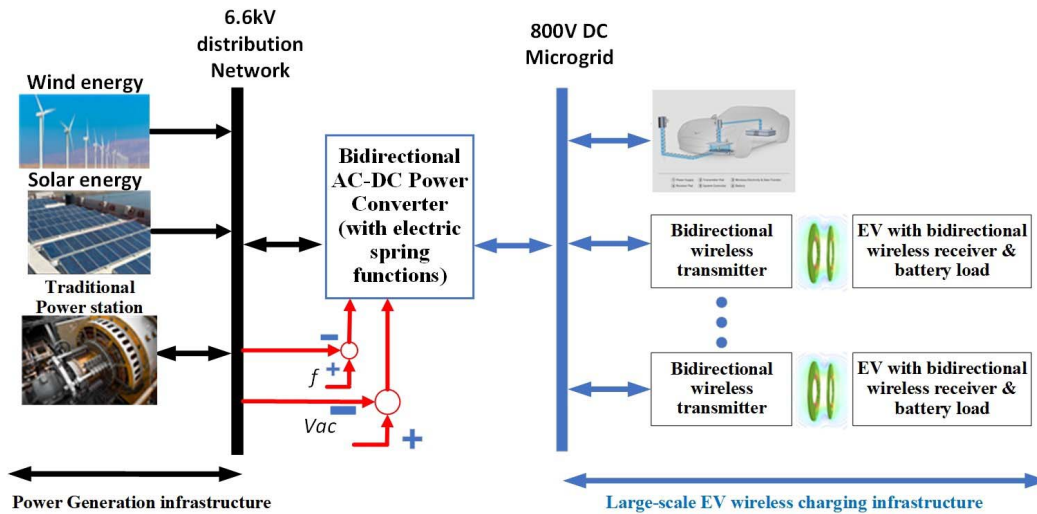 6.6kV
distribution
Network
800V DC
Microgrid
Wind energy
Solar energy
Traditional
Power station
Bidirectional
AC-DC Power
Converter
(with electric
spring
functions)
Bidirectional
wireless
transmitter
EV with bidirectional
wireless receiver &
battery load
Bidirectional
wireless
transmitter
EV with bidirectional
wireless receiver &
battery load
−
+
f
−
Vac
+
Power Generation infrastructure
Large-scale EV wireless charging infrastructure